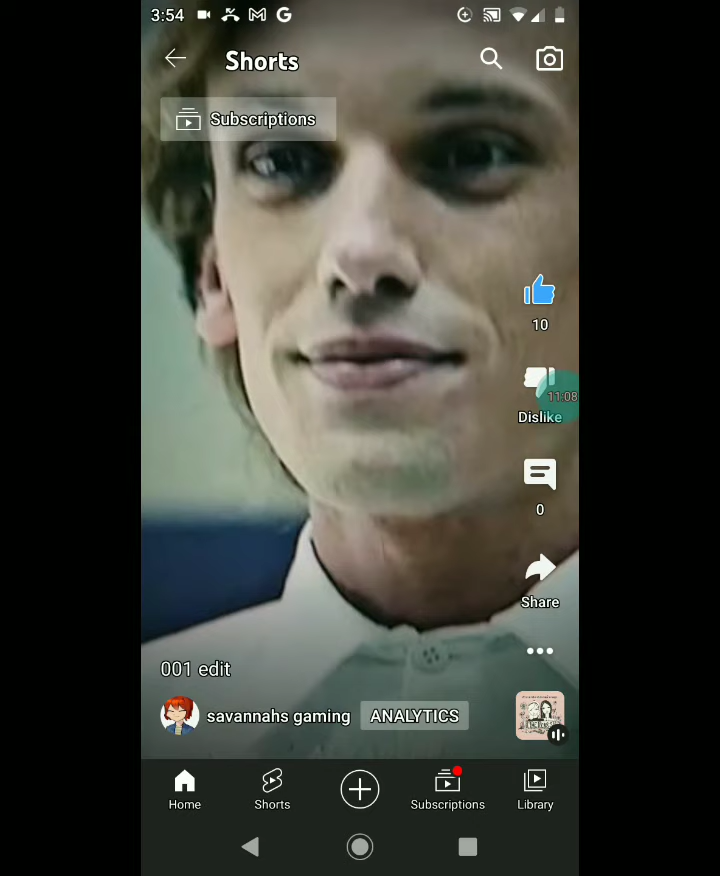 3:54
Shorts
Subscriptions
10
11:08
Dislike
0
Share
001 edit
savannahs gaming
ANALYTICS
Home
Shorts
Subscriptions
Library